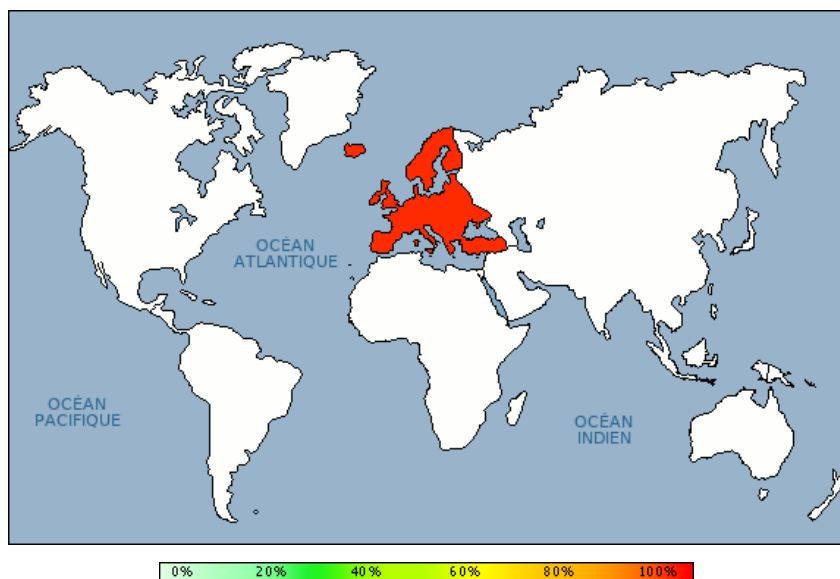 OCÉAN
ATLANTIQUE
OCÉAN
PACIFIQUE
OCÉAN
INDIEN
0% 20% 40% 60% 80% 100%